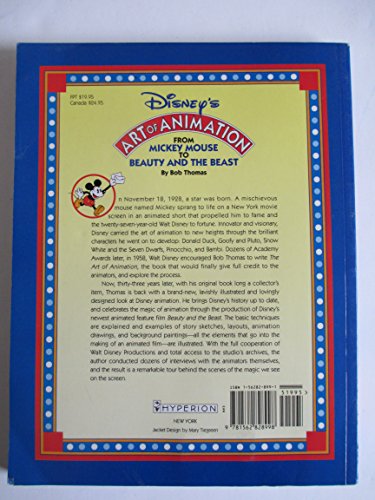 FPT $19.95
Canada $24.95
Disney's
ART OF ANIMATION
FROM
MICKEY MOUSE
TO
BEAUTY AND THE BEAST
By Bob Thomas
n November 18, 1928, a star was born. A mischievous
mouse named Mickey sprang to life on a New York movie
screen in an animated short that propelled him to fame and
the twenty-seven-year-old Walt Disney to fortune. Innovator and visionary,
Disney carried the art of animation to new heights through the brilliant
characters he went on to develop: Donald Duck, Goofy and Pluto, Snow
White and the Seven Dwarfs, Pinocchio, and Bambi. Dozens of Academy
Awards later, in 1958, Walt Disney encouraged Bob Thomas to write The
Art of Animation, the book that would finally give full credit to the animators,
and explore the process.
Now, thirty-three years later, with his original book long a collector's
item, Thomas is back with a brand-new, lavishly illustrated and lovingly
designed look at Disney animation. He brings Disney's history up to date,
and celebrates the magic of animation through the production of Disney's
newest animated feature film Beauty and the Beast. The basic techniques
are explained and examples of story sketches, layouts, animation
drawings, and background paintings—all the elements that go into the
making of an animated film—are illustrated. With the full cooperation of
Walt Disney Productions and total access to the studio's archives, the
author conducted dozens of interviews with the animators themselves, and
the result is a remarkable tour behind the scenes of the magic we see
on the screen.
HYPERION
NEW YORK
Jacket Design by Mary Tiegreen
ISBN 1-56282-899-1
51995
9 781562 828998